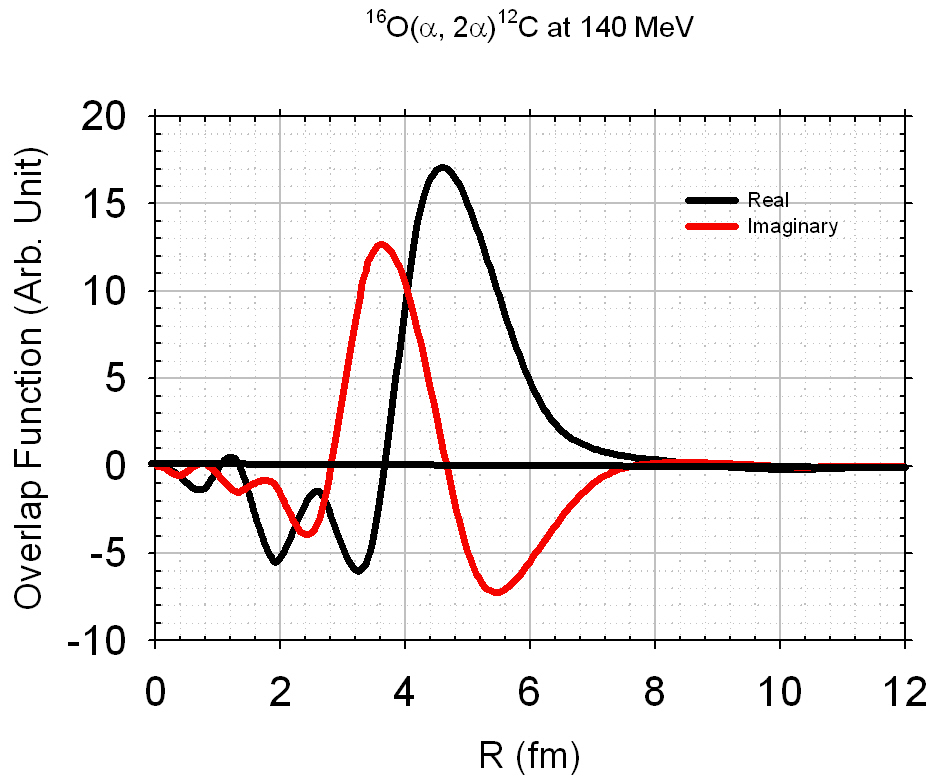 ¹⁶O(α, 2α)¹²C at 140 MeV
Overlap Function (Arb. Unit)
20
15
10
5
0
-5
-10
Real
Imaginary
0 2 4 6 8 10 12
R (fm)